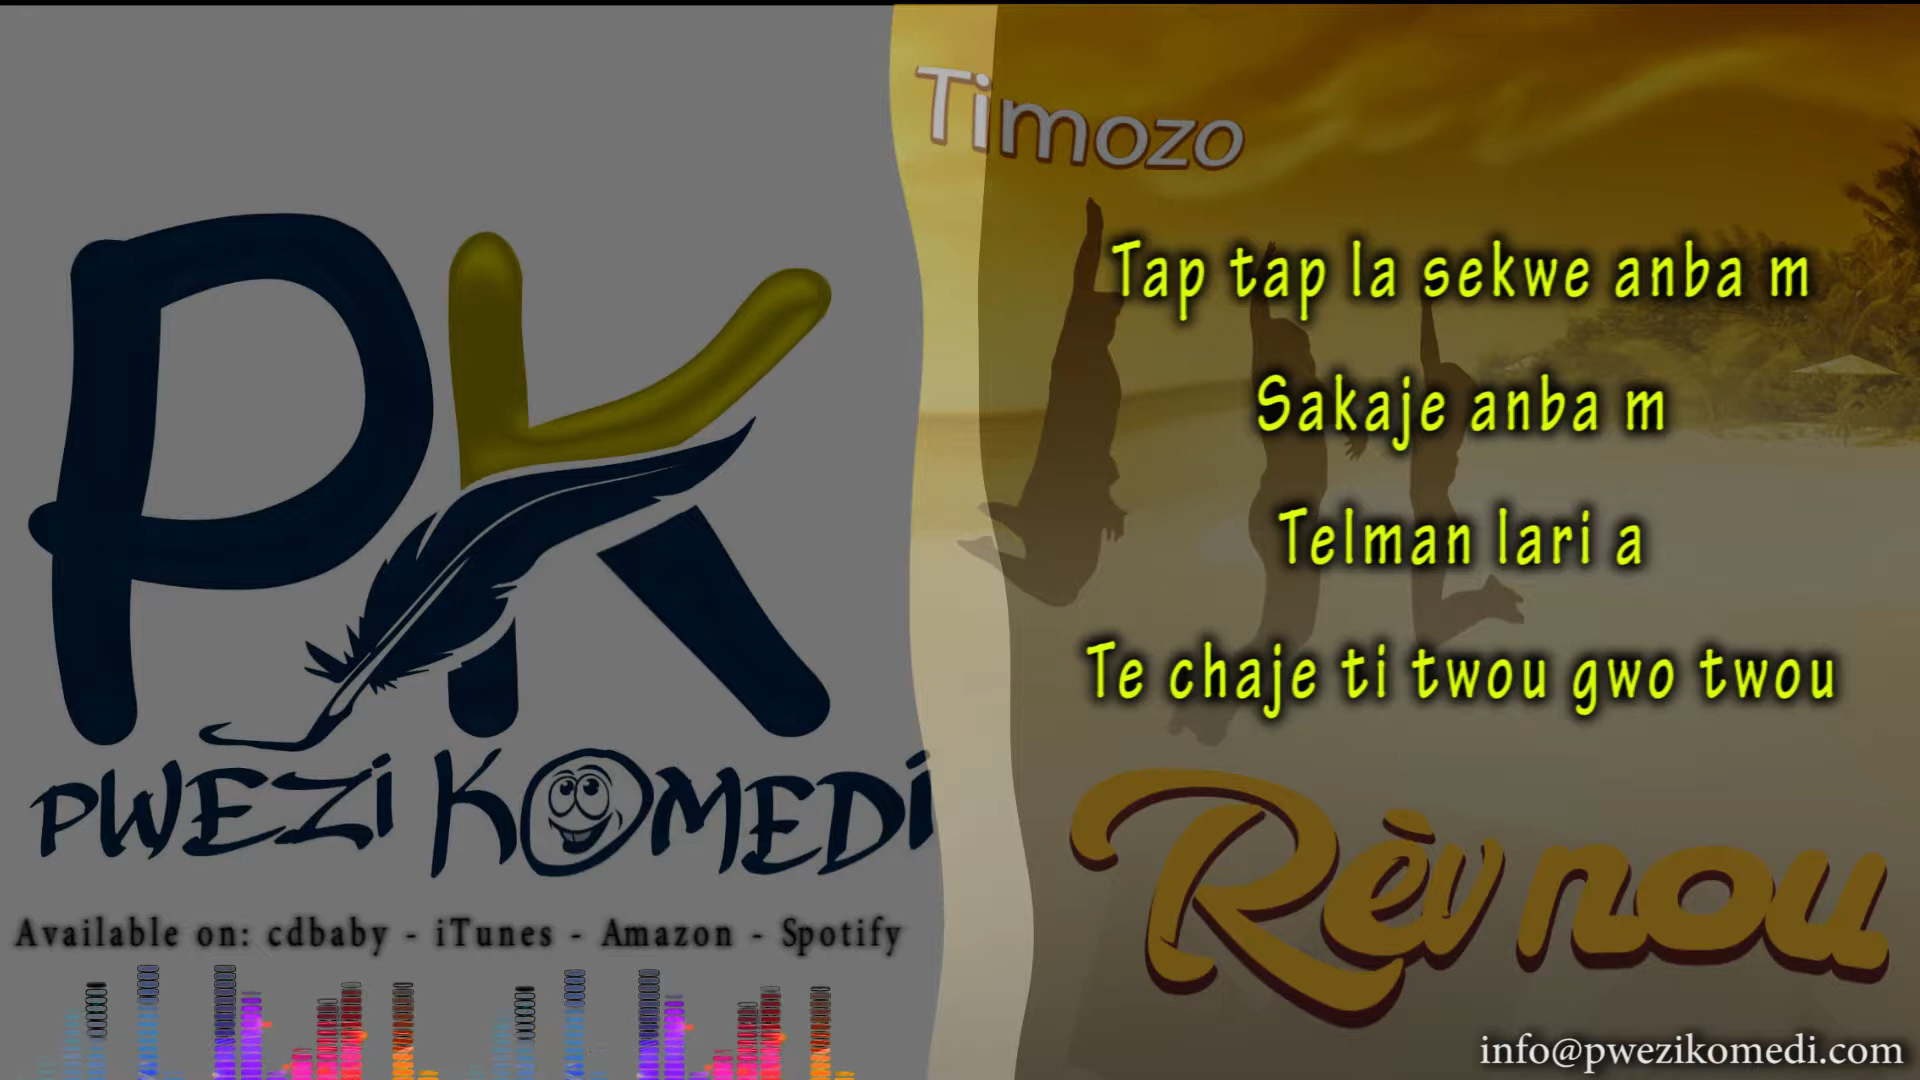 PK
PWEZI KOMEDi
Available on: cdbaby - iTunes - Amazon - Spotify
Timozo
Tap tap la sekwe anba m
Sakaje anba m
Telman lari a
Te chaje ti twou gwo twou
Rèv nou
info@pwezikomedi.com